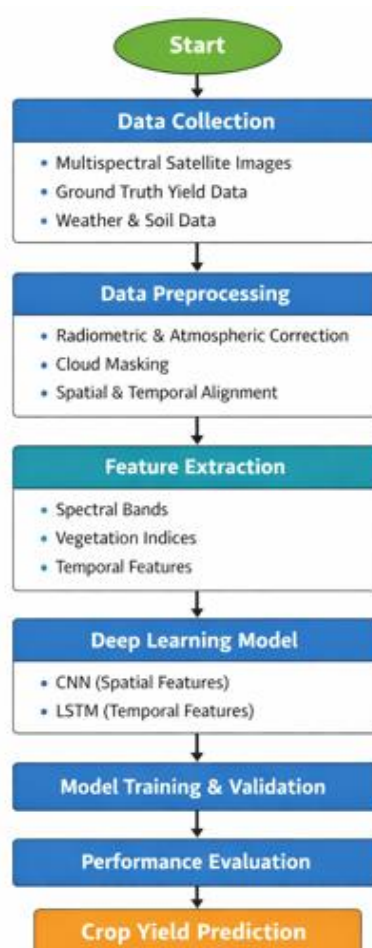 Start
Data Collection
• Multispectral Satellite Images
• Ground Truth Yield Data
• Weather & Soil Data
Data Preprocessing
• Radiometric & Atmospheric Correction
• Cloud Masking
• Spatial & Temporal Alignment
Feature Extraction
• Spectral Bands
• Vegetation Indices
• Temporal Features
Deep Learning Model
• CNN (Spatial Features)
• LSTM (Temporal Features)
Model Training & Validation
Performance Evaluation
Crop Yield Prediction